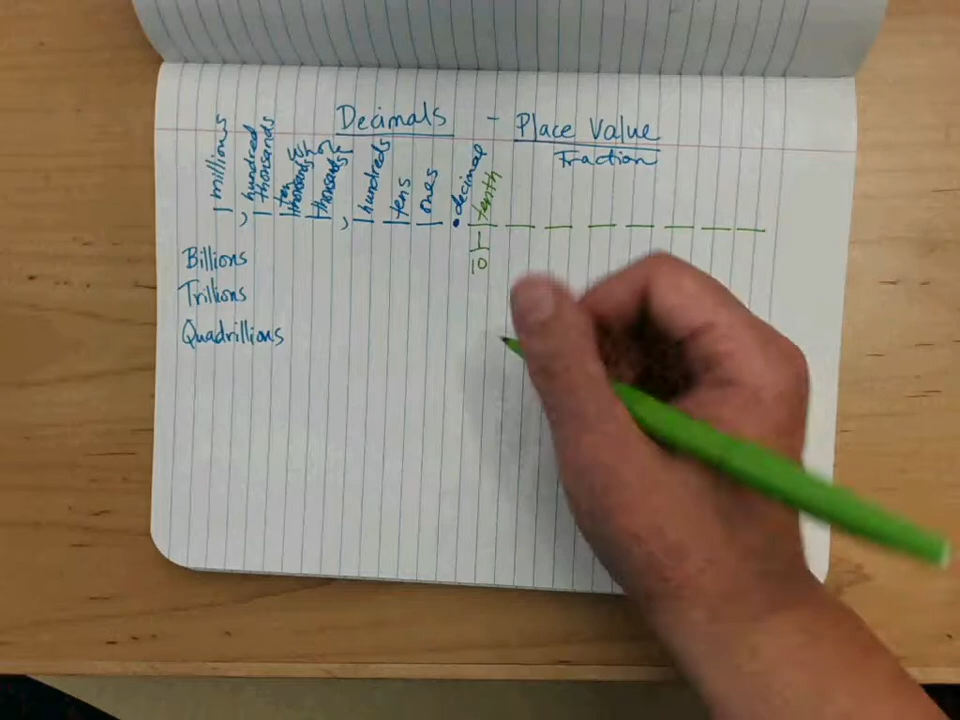 Decimals - Place Value
Fraction
millions
, hundred
thousands
ten
thousands
thousands
,
hundreds
tens
ones
• decimal
tenth
1
10
Billions
Trillions
Quadrillions